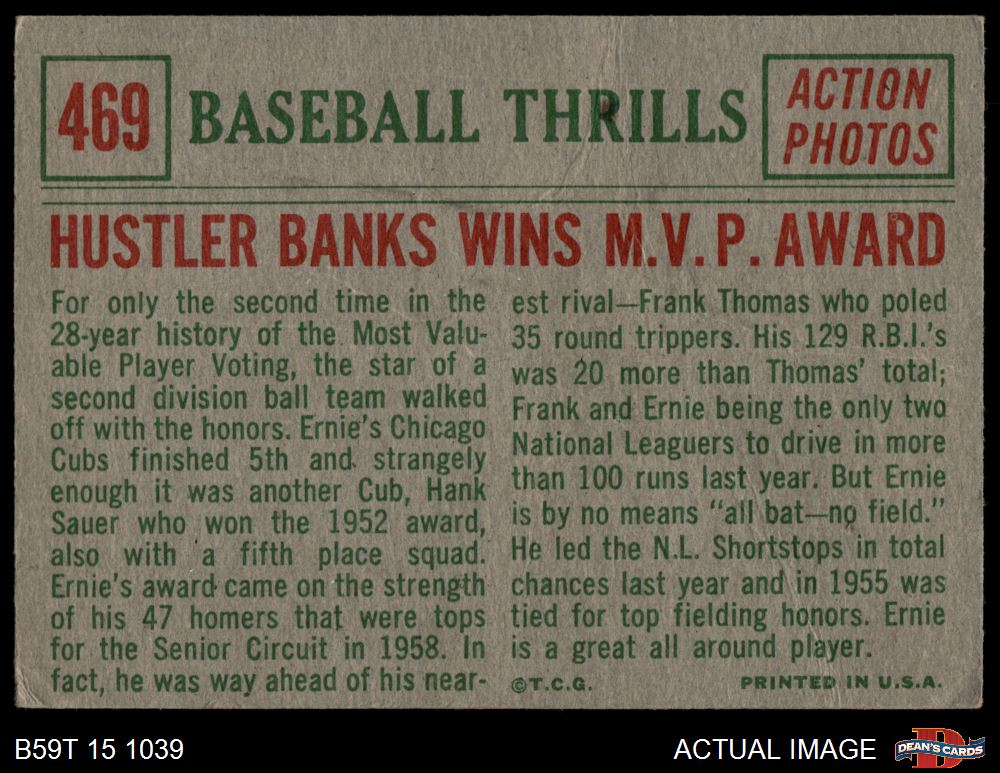 469
BASEBALL THRILLS
ACTION
PHOTOS
HUSTLER BANKS WINS M.V.P. AWARD
For only the second time in the
28-year history of the Most Valu-
able Player Voting, the star of a
second division ball team walked
off with the honors. Ernie's Chicago
Cubs finished 5th and strangely
enough it was another Cub, Hank
Sauer who won the 1952 award,
also with a fifth place squad.
Ernie's award came on the strength
of his 47 homers that were tops
for the Senior Circuit in 1958. In
fact, he was way ahead of his near-
est rival—Frank Thomas who poled
35 round trippers. His 129 R.B.I.'s
was 20 more than Thomas' total;
Frank and Ernie being the only two
National Leaguers to drive in more
than 100 runs last year. But Ernie
is by no means "all bat—no field."
He led the N.L. Shortstops in total
chances last year and in 1955 was
tied for top fielding honors. Ernie
is a great all around player.
©T.C.G.
PRINTED IN U.S.A.
B59T 15 1039
ACTUAL IMAGE
D
DEAN'S CARDS